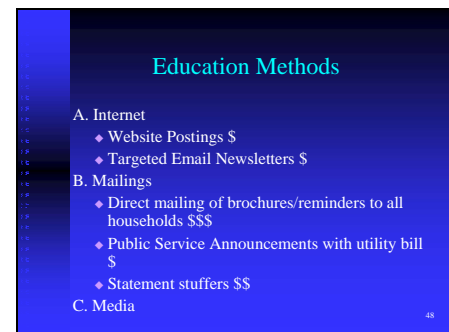 Education Methods
A. Internet
◆ Website Postings $
◆ Targeted Email Newsletters $
B. Mailings
◆ Direct mailing of brochures/reminders to all
households $$$
◆ Public Service Announcements with utility bill
$
◆ Statement stuffers $$
C. Media
48